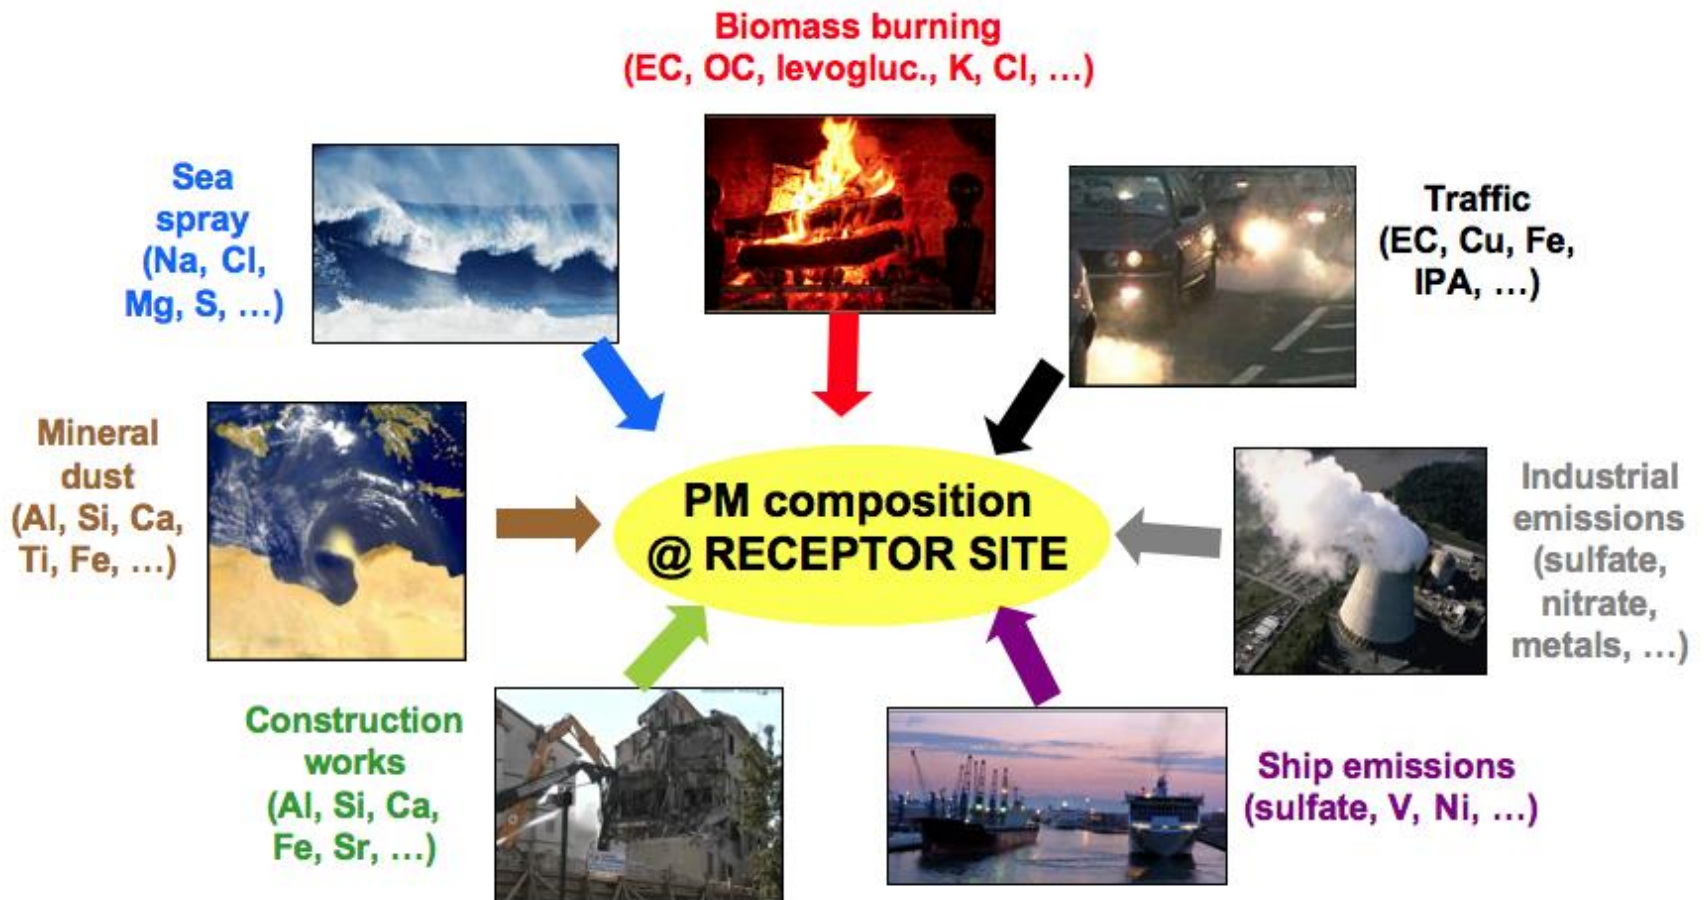 Biomass burning
(EC, OC, levogluc., K, Cl, …)
Sea
spray
(Na, Cl,
Mg, S, …)
Traffic
(EC, Cu, Fe,
IPA, …)
Mineral
dust
(Al, Si, Ca,
Ti, Fe, …)
PM composition
@ RECEPTOR SITE
Industrial
emissions
(sulfate,
nitrate,
metals, …)
Construction
works
(Al, Si, Ca,
Fe, Sr, …)
Ship emissions
(sulfate, V, Ni, …)